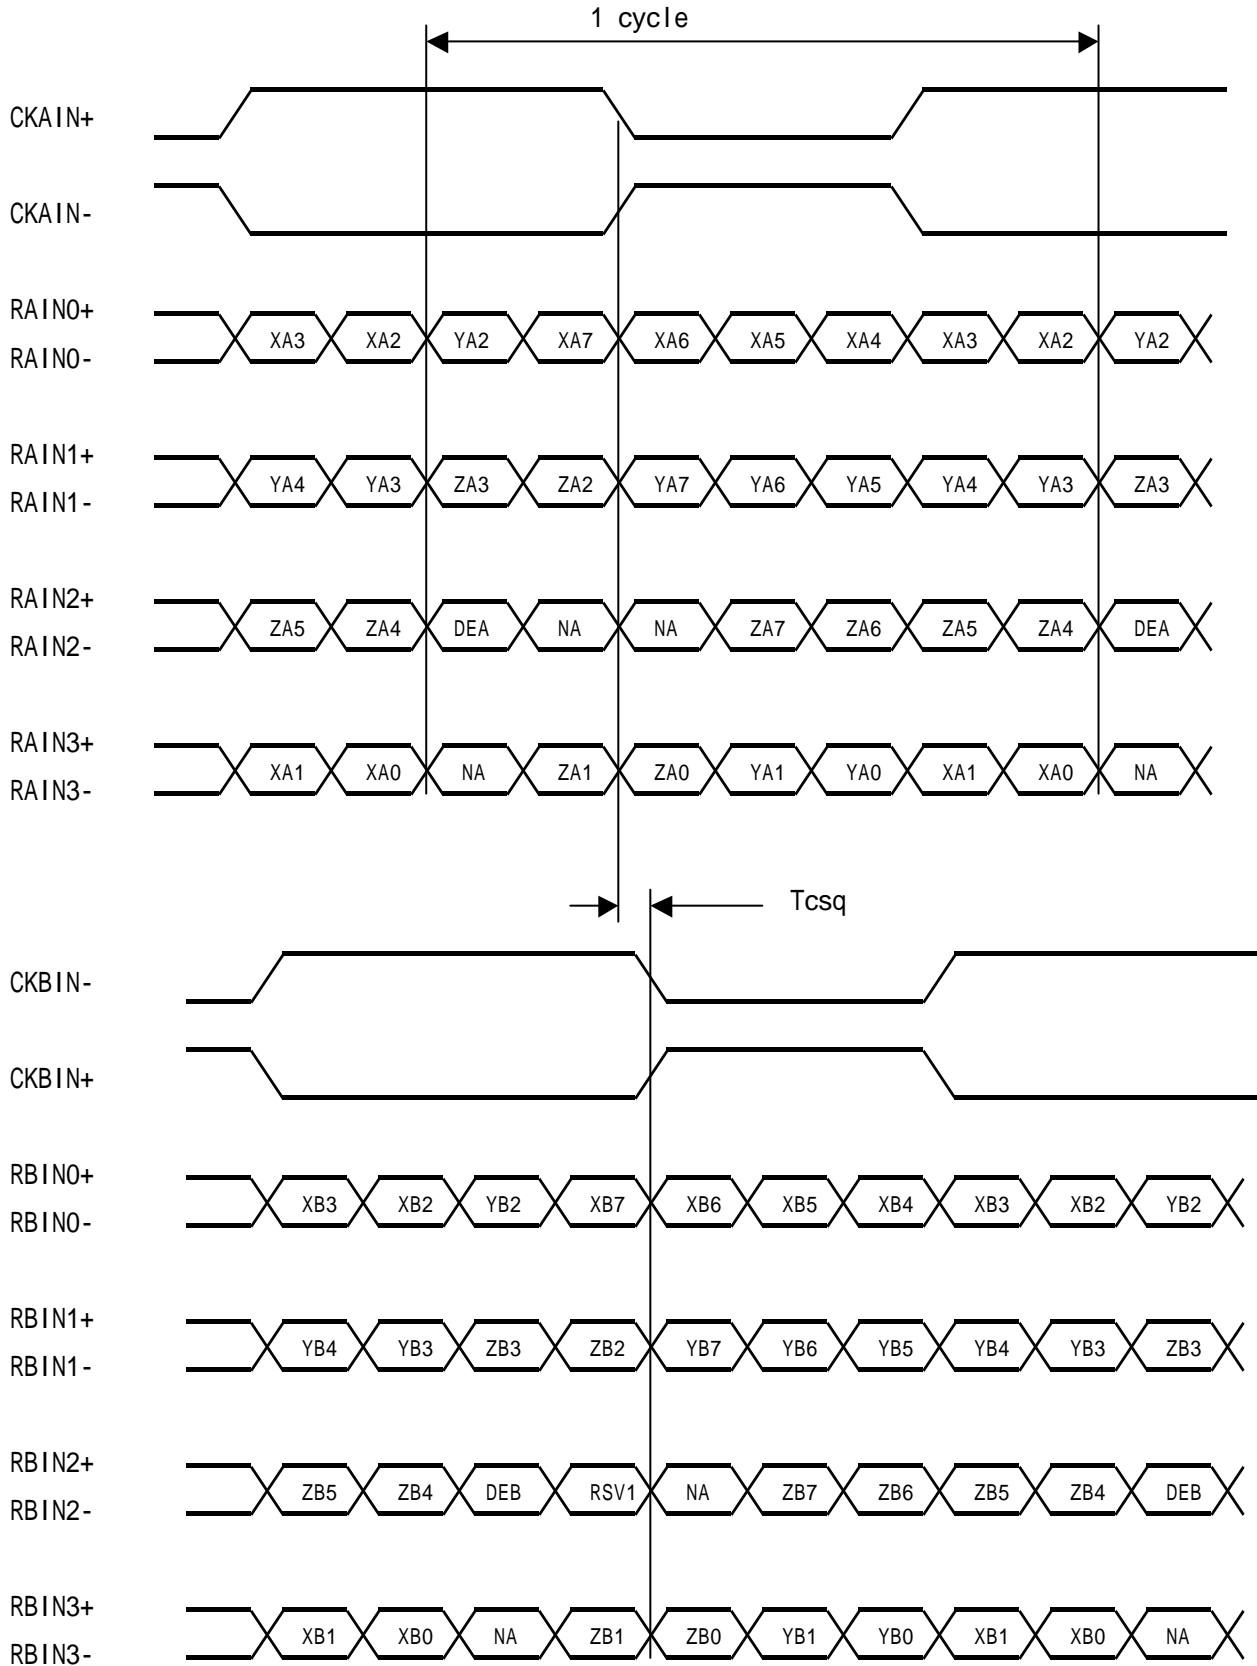 1 cycle
CKAIN+
CKAIN-
RAIN0+
XA3 XA2 YA2 XA7 XA6 XA5 XA4 XA3 XA2 YA2
RAIN0-
RAIN1+
YA4 YA3 ZA3 ZA2 YA7 YA6 YA5 YA4 YA3 ZA3
RAIN1-
RAIN2+
ZA5 ZA4 DEA NA NA ZA7 ZA6 ZA5 ZA4 DEA
RAIN2-
RAIN3+
XA1 XA0 NA ZA1 ZA0 YA1 YA0 XA1 XA0 NA
RAIN3-
Tcsq
CKBIN-
CKBIN+
RBIN0+
XB3 XB2 YB2 XB7 XB6 XB5 XB4 XB3 XB2 YB2
RBIN0-
RBIN1+
YB4 YB3 ZB3 ZB2 YB7 YB6 YB5 YB4 YB3 ZB3
RBIN1-
RBIN2+
ZB5 ZB4 DEB RSV1 NA ZB7 ZB6 ZB5 ZB4 DEB
RBIN2-
RBIN3+
XB1 XB0 NA ZB1 ZB0 YB1 YB0 XB1 XB0 NA
RBIN3-